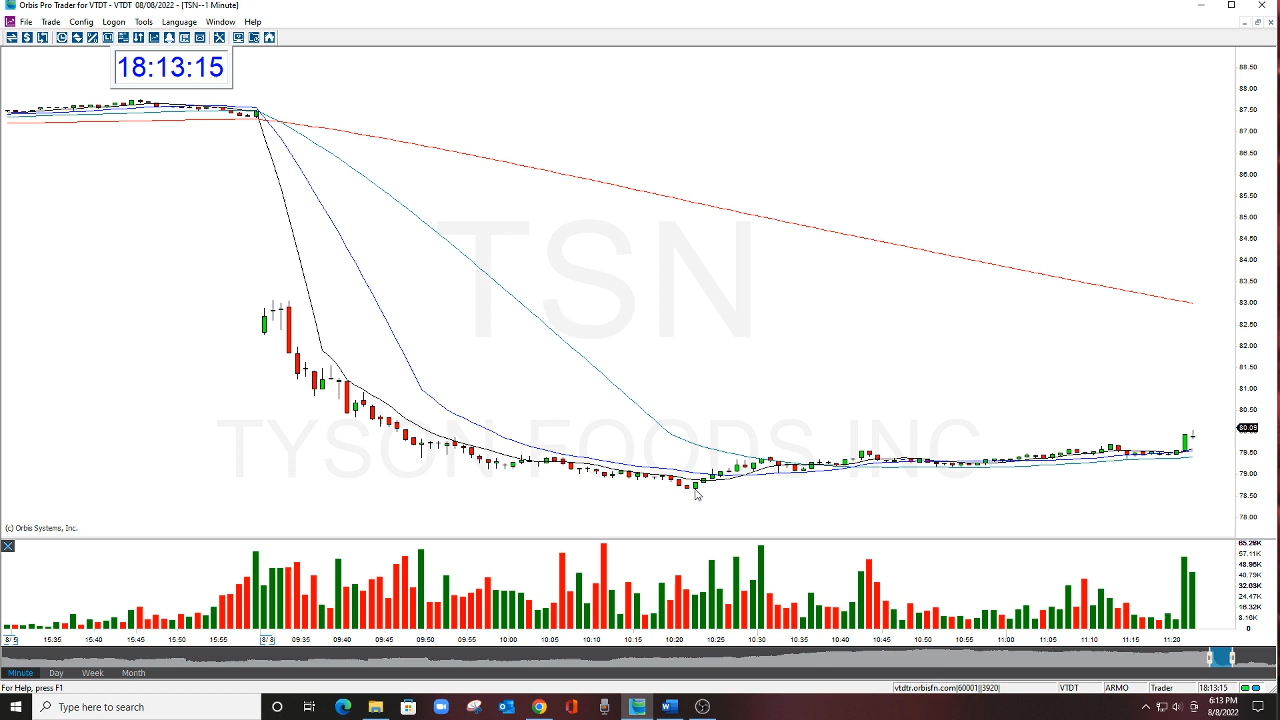 Orbis Pro Trader for VTDT - VTDT 08/08/2022 - [TSN--1 Minute]
File Trade Config Logon Tools Language Window Help
18:13:15
TSN
TYSON FOODS INC
88.50
88.00
87.50
87.00
86.50
86.00
85.50
85.00
84.50
84.00
83.50
83.00
82.50
82.00
81.50
81.00
80.50
80.09
79.50
79.00
78.50
78.00
(c) Orbis Systems, Inc.
57.11K
48.95K
40.79K
32.63K
24.47K
16.32K
8.16K
0
8/5 15:35 15:40 15:45 15:50 15:55 8/8 09:35 09:40 09:45 09:50 09:55 10:00 10:05 10:10 10:15 10:20 10:25 10:30 10:35 10:40 10:45 10:50 10:55 11:00 11:05 11:10 11:15 11:20
Minute Day Week Month
For Help, press F1 vtdtr.orbisfn.com|60001||3920| VTDT ARMO Trader 18:13:15
Type here to search
6:13 PM
8/8/2022